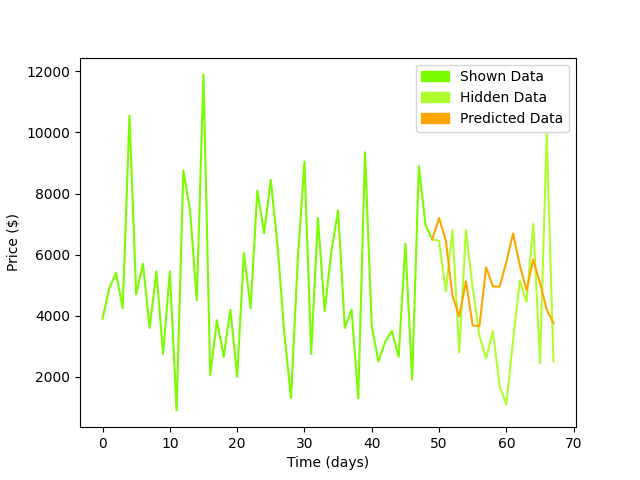 Shown Data
Hidden Data
Predicted Data
12000
10000
8000
6000
4000
2000
Price ($)
0 10 20 30 40 50 60 70
Time (days)